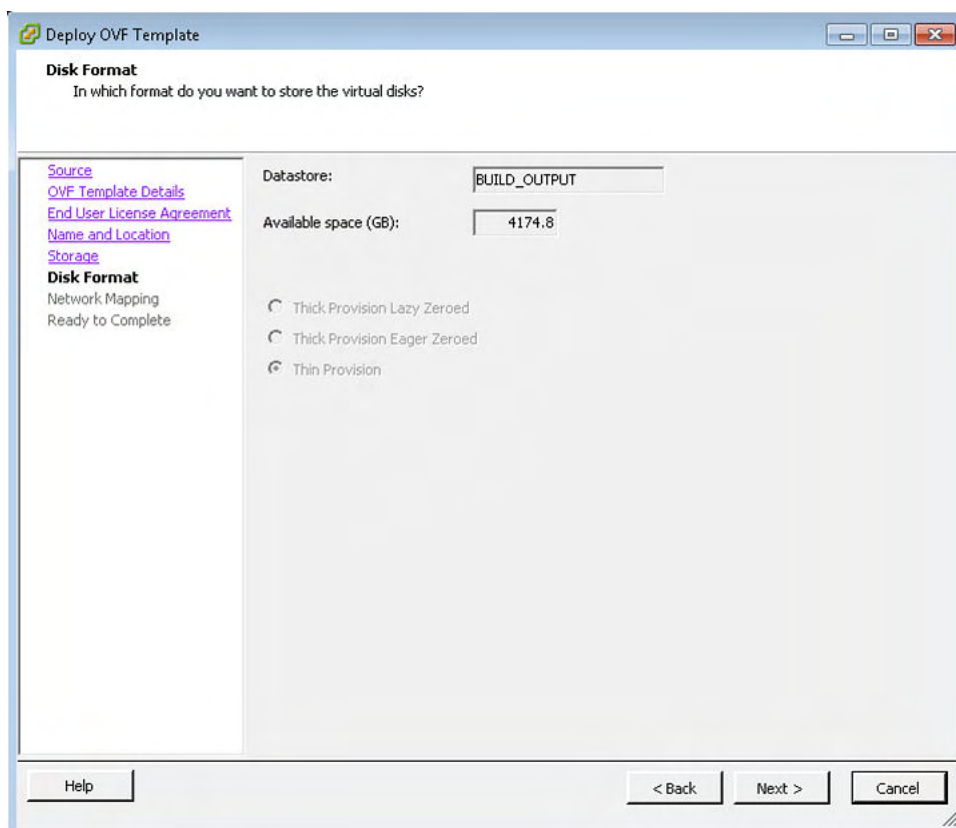 Deploy OVF Template
Disk Format
In which format do you want to store the virtual disks?
Source
OVF Template Details
End User License Agreement
Name and Location
Storage
Disk Format
Network Mapping
Ready to Complete
Datastore:
BUILD_OUTPUT
Available space (GB):
4174.8
Thick Provision Lazy Zeroed
Thick Provision Eager Zeroed
Thin Provision
Help
< Back
Next >
Cancel